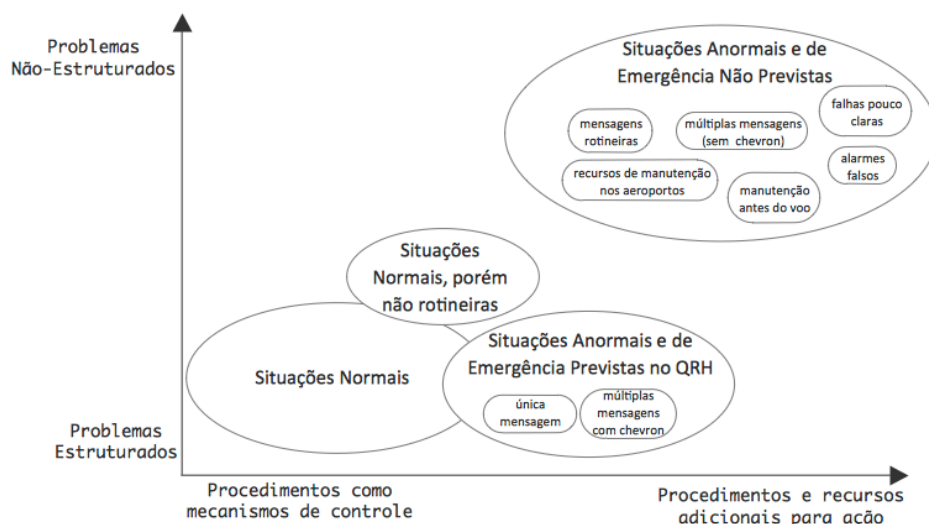 Problemas
Não-Estruturados
Situações Anormais e de
Emergência Não Previstas
falhas pouco
claras
mensagens
rotineiras
múltiplas mensagens
(sem chevron)
alarmes
falsos
recursos de manutenção
nos aeroportos
manutenção
antes do voo
Situações
Normais, porém
não rotineiras
Situações Normais
Situações Anormais e de
Emergência Previstas no QRH
única
mensagem
múltiplas
mensagens
com chevron
Problemas
Estruturados
Procedimentos como
mecanismos de controle
Procedimentos e recursos
adicionais para ação